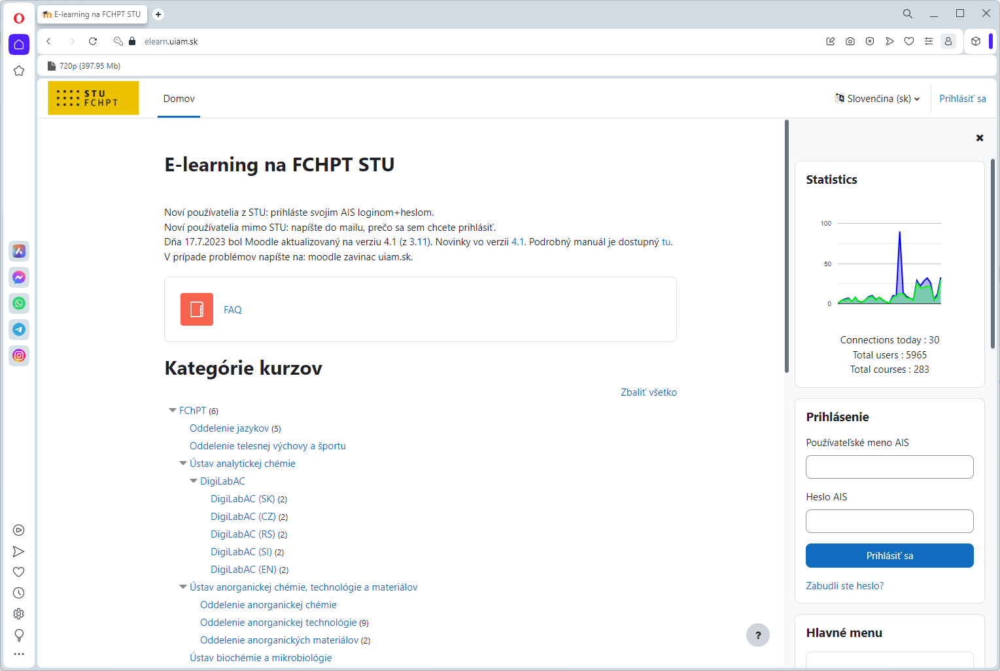 E-learning na FCHPT STU
elearn.uiam.sk
720p (397.95 Mb)
STU
FCHPT
Domov
Slovenčina (sk)
Prihlásiť sa
E-learning na FCHPT STU
Noví používatelia z STU: prihláste svojim AIS loginom+heslom.
Noví používatelia mimo STU: napíšte do mailu, prečo sa sem chcete prihlásiť.
Dňa 17.7.2023 bol Moodle aktualizovaný na verziu 4.1 (z 3.11). Novinky vo verzii 4.1. Podrobný manuál je dostupný tu.
V prípade problémov napíšte na: moodle zavinac uiam.sk.
FAQ
Kategórie kurzov
Zbaliť všetko
FChPT (6)
Oddelenie jazykov (5)
Oddelenie telesnej výchovy a športu
Ústav analytickej chémie
DigiLabAC
DigiLabAC (SK) (2)
DigiLabAC (CZ) (2)
DigiLabAC (RS) (2)
DigiLabAC (SI) (2)
DigiLabAC (EN) (2)
Ústav anorganickej chémie, technológie a materiálov
Oddelenie anorganickej chémie
Oddelenie anorganickej technológie (9)
Oddelenie anorganických materiálov (2)
Ústav biochémie a mikrobiológie
?
Statistics
100
50
0
Connections today : 30
Total users : 5965
Total courses : 283
Prihlásenie
Používateľské meno AIS
Heslo AIS
Prihlásiť sa
Zabudli ste heslo?
Hlavné menu